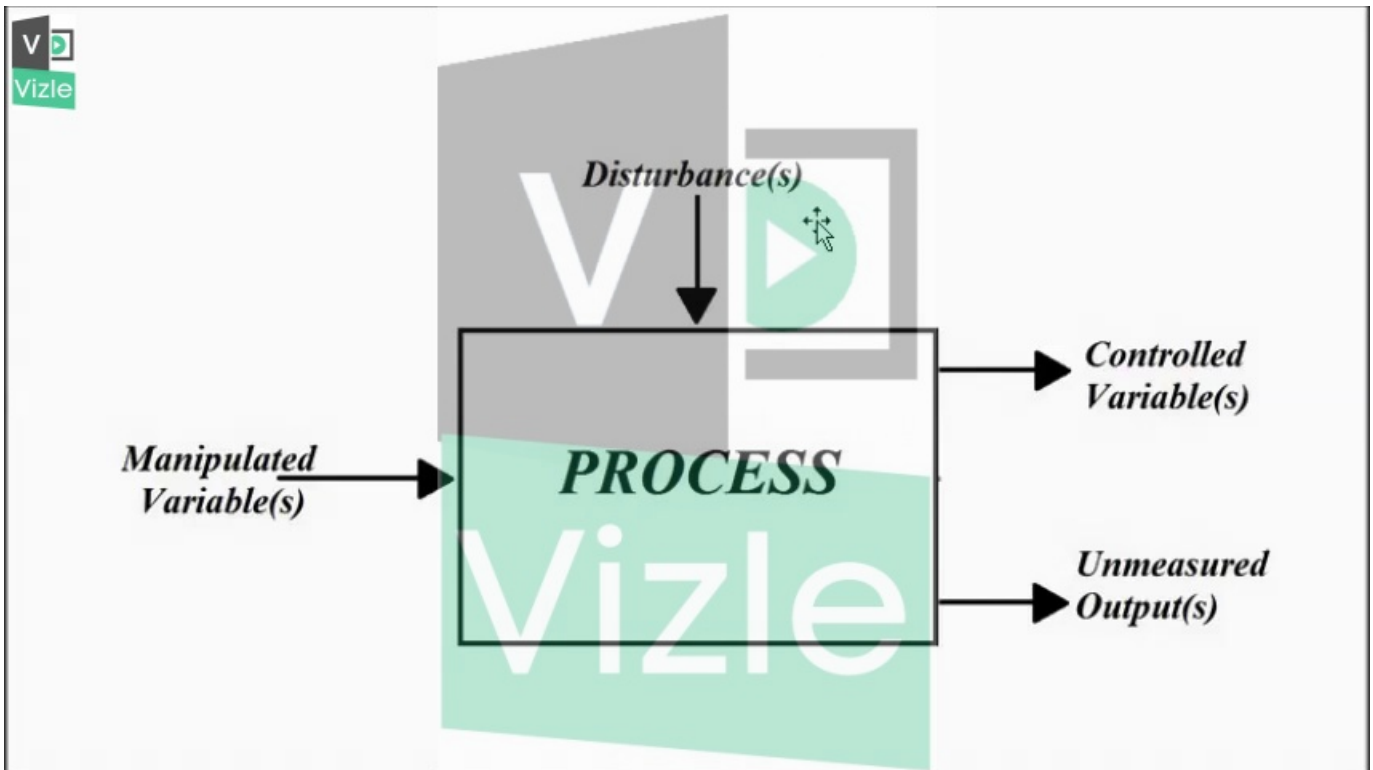 V
Vizle
Disturbance(s)
V
Controlled
Variable(s)
Manipulated
Variable(s)
PROCESS
Vizle
Unmeasured
Output(s)